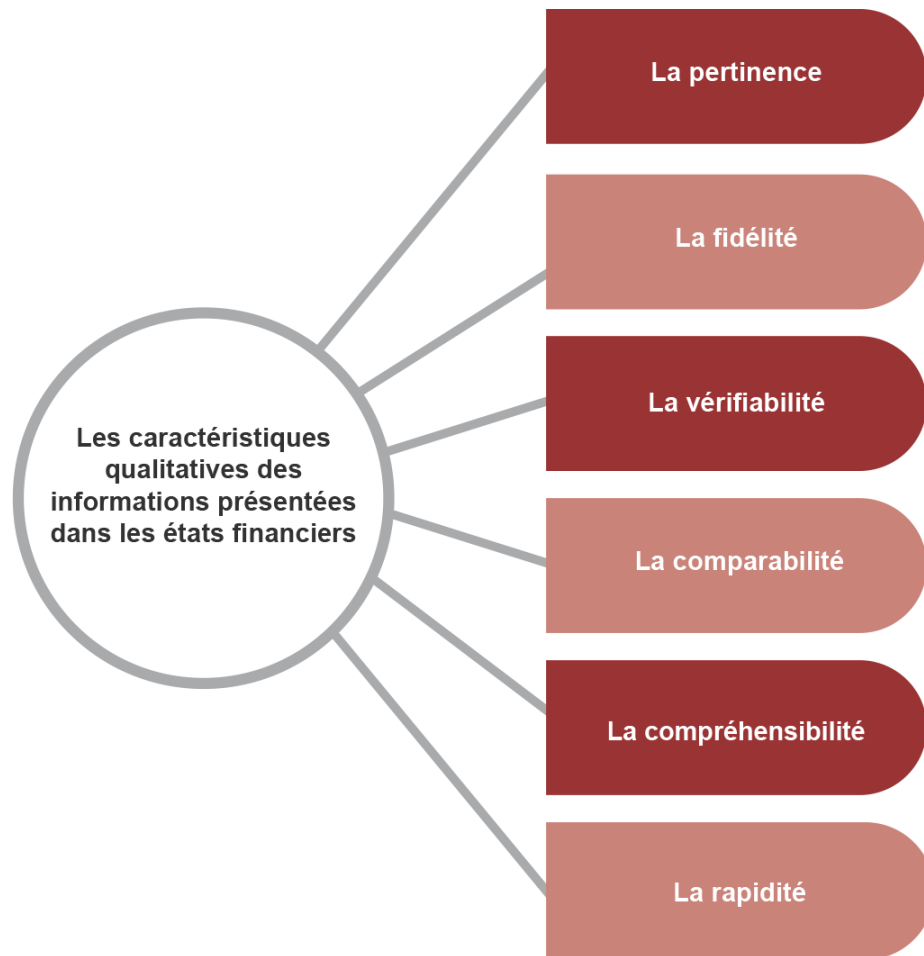 La pertinence
La fidélité
La vérifiabilité
Les caractéristiques
qualitatives des
informations présentées
dans les états financiers
La comparabilité
La compréhensibilité
La rapidité